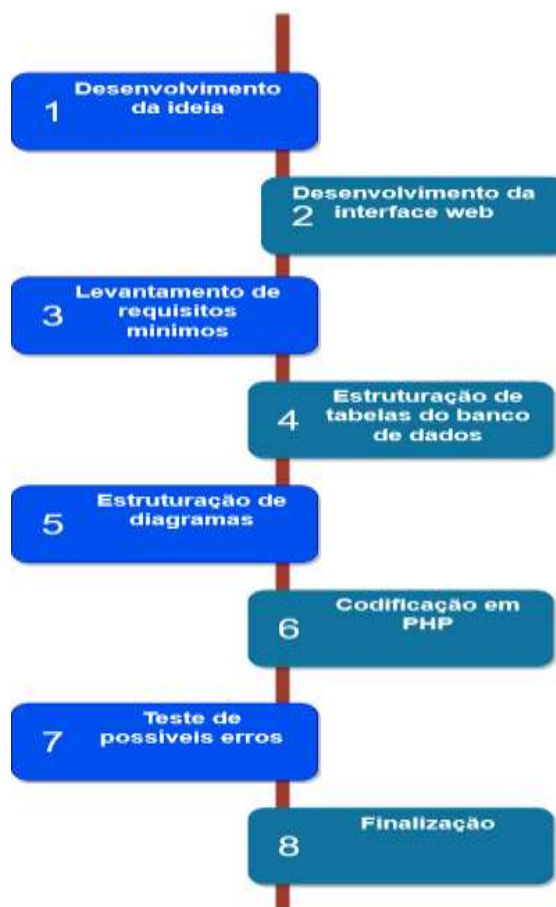 1
Desenvolvimento
da ideia
2
Desenvolvimento da
interface web
3
Levantamento de
requisitos
minimos
4
Estruturação de
tabelas do banco
de dados
5
Estruturação de
diagramas
6
Codificação em
PHP
7
Teste de
possíveis erros
8
Finalização